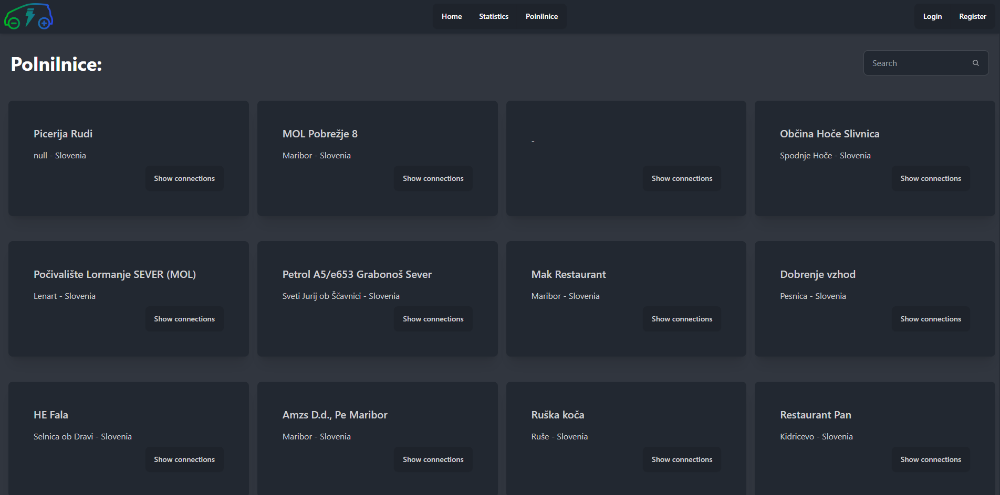 Home Statistics Polnilnice Login Register
Polnilnice:
Search
Picerija Rudi
null - Slovenia
Show connections
MOL Pobrežje 8
Maribor - Slovenia
Show connections
-
Show connections
Občina Hoče Slivnica
Spodnje Hoče - Slovenia
Show connections
Počivalište Lormanje SEVER (MOL)
Lenart - Slovenia
Show connections
Petrol A5/e653 Grabonoš Sever
Sveti Jurij ob Ščavnici - Slovenia
Show connections
Mak Restaurant
Maribor - Slovenia
Show connections
Dobrenje vzhod
Pesnica - Slovenia
Show connections
HE Fala
Selnica ob Dravi - Slovenia
Show connections
Amzs D.d., Pe Maribor
Maribor - Slovenia
Show connections
Ruška koča
Ruše - Slovenia
Show connections
Restaurant Pan
Kidricevo - Slovenia
Show connections